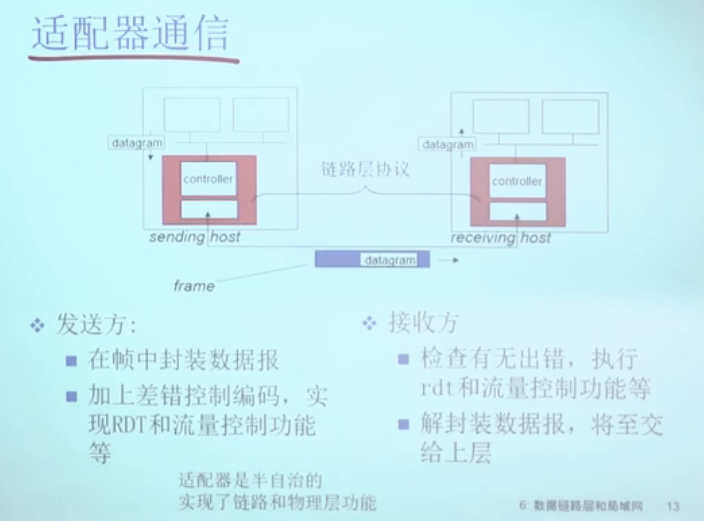 适配器通信
datagram
controller
sending host
链路层协议
datagram
controller
receiving host
datagram
frame
发送方:
在帧中封装数据报
加上差错控制编码，实
现RDT和流量控制功能
等
接收方
检查有无出错，执行
rdt和流量控制功能等
解封装数据报，将至交
给上层
适配器是半自治的
实现了链路和物理层功能
6: 数据链路层和局域网 13